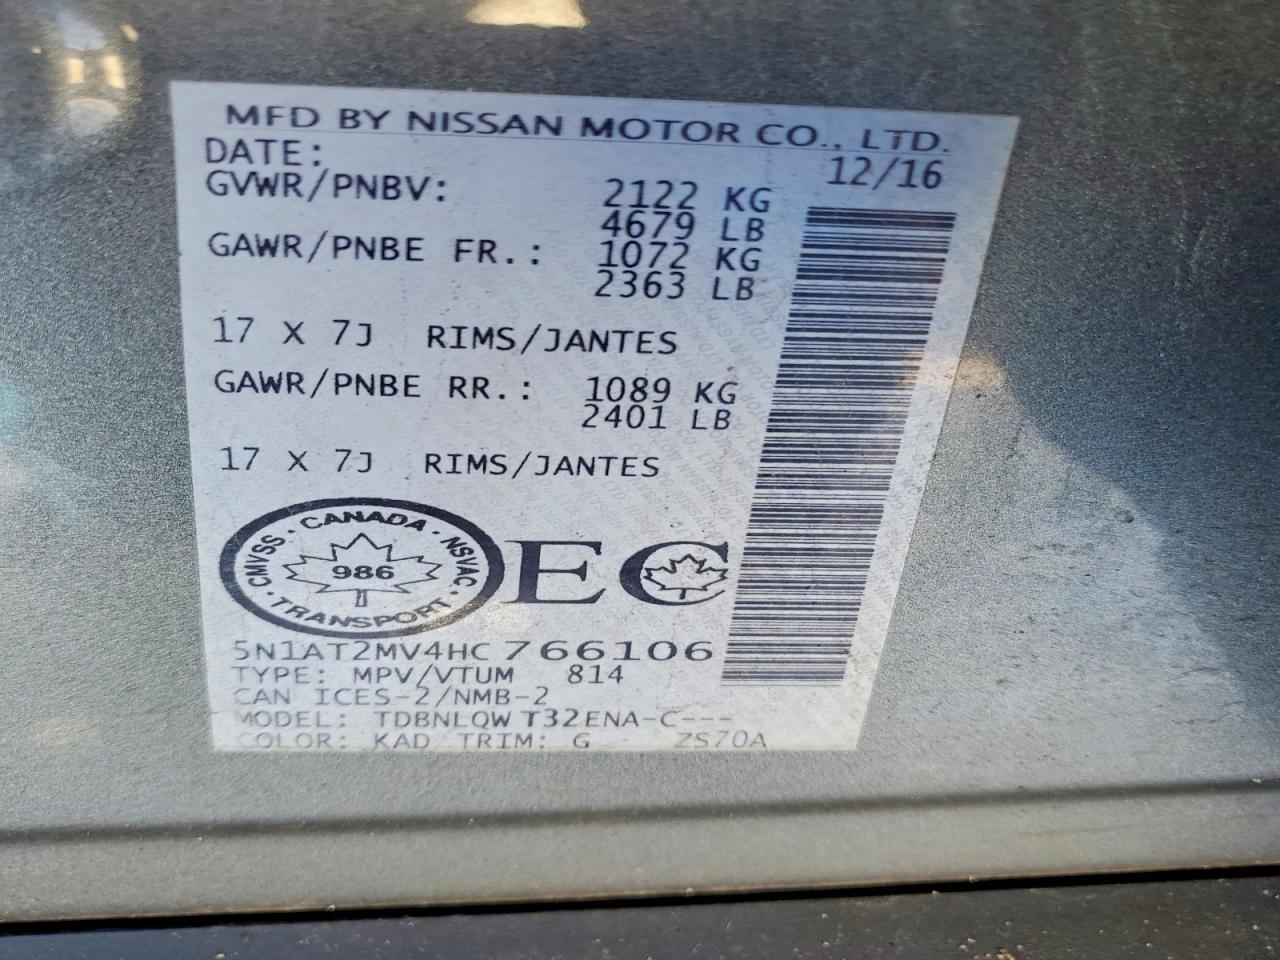 MFD BY NISSAN MOTOR CO., LTD.
DATE: 12/16
GVWR/PNBV: 2122 KG
4679 LB
GAWR/PNBE FR.: 1072 KG
2363 LB
17 X 7J RIMS/JANTES
GAWR/PNBE RR.: 1089 KG
2401 LB
17 X 7J RIMS/JANTES
CANADA · NSVAC · TRANSPORT · CMVSS ·
986
EC
5N1AT2MV4HC766106
TYPE: MPV/VTUM 814
CAN ICES-2/NMB-2
MODEL: TDBNLQW T32ENA-C---
COLOR: KAD TRIM: G ZS70A